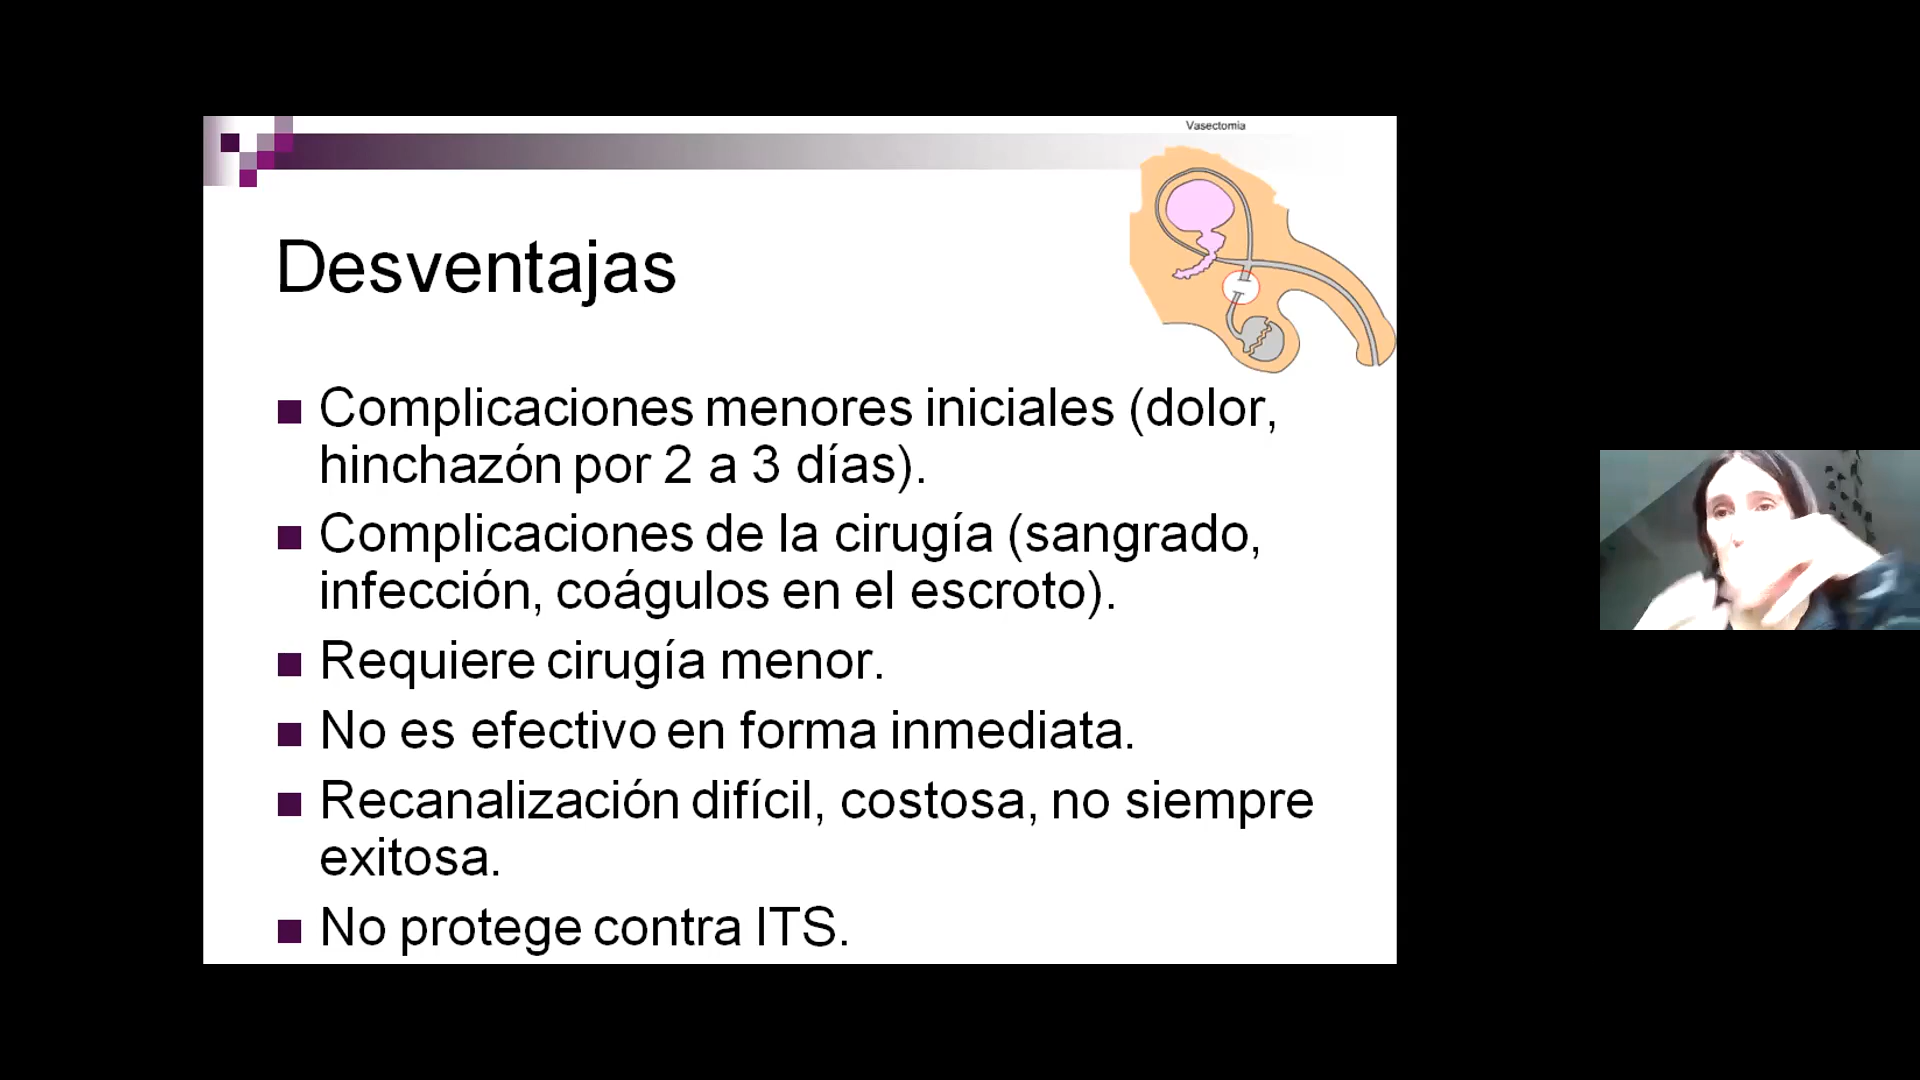 Vasectomia
Desventajas
Complicaciones menores iniciales (dolor,
hinchazón por 2 a 3 días).
Complicaciones de la cirugía (sangrado,
infección, coágulos en el escroto).
Requiere cirugía menor.
No es efectivo en forma inmediata.
Recanalización difícil, costosa, no siempre
exitosa.
No protege contra ITS.